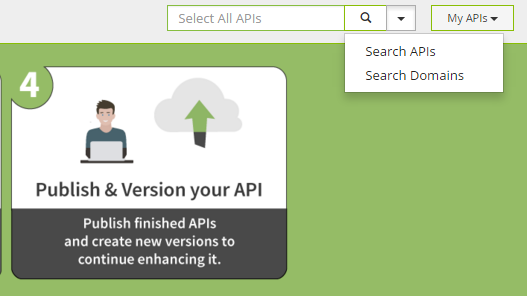 Select All APIs
My APIs
Search APIs
Search Domains
4
Publish & Version your API
Publish finished APIs
and create new versions to
continue enhancing it.